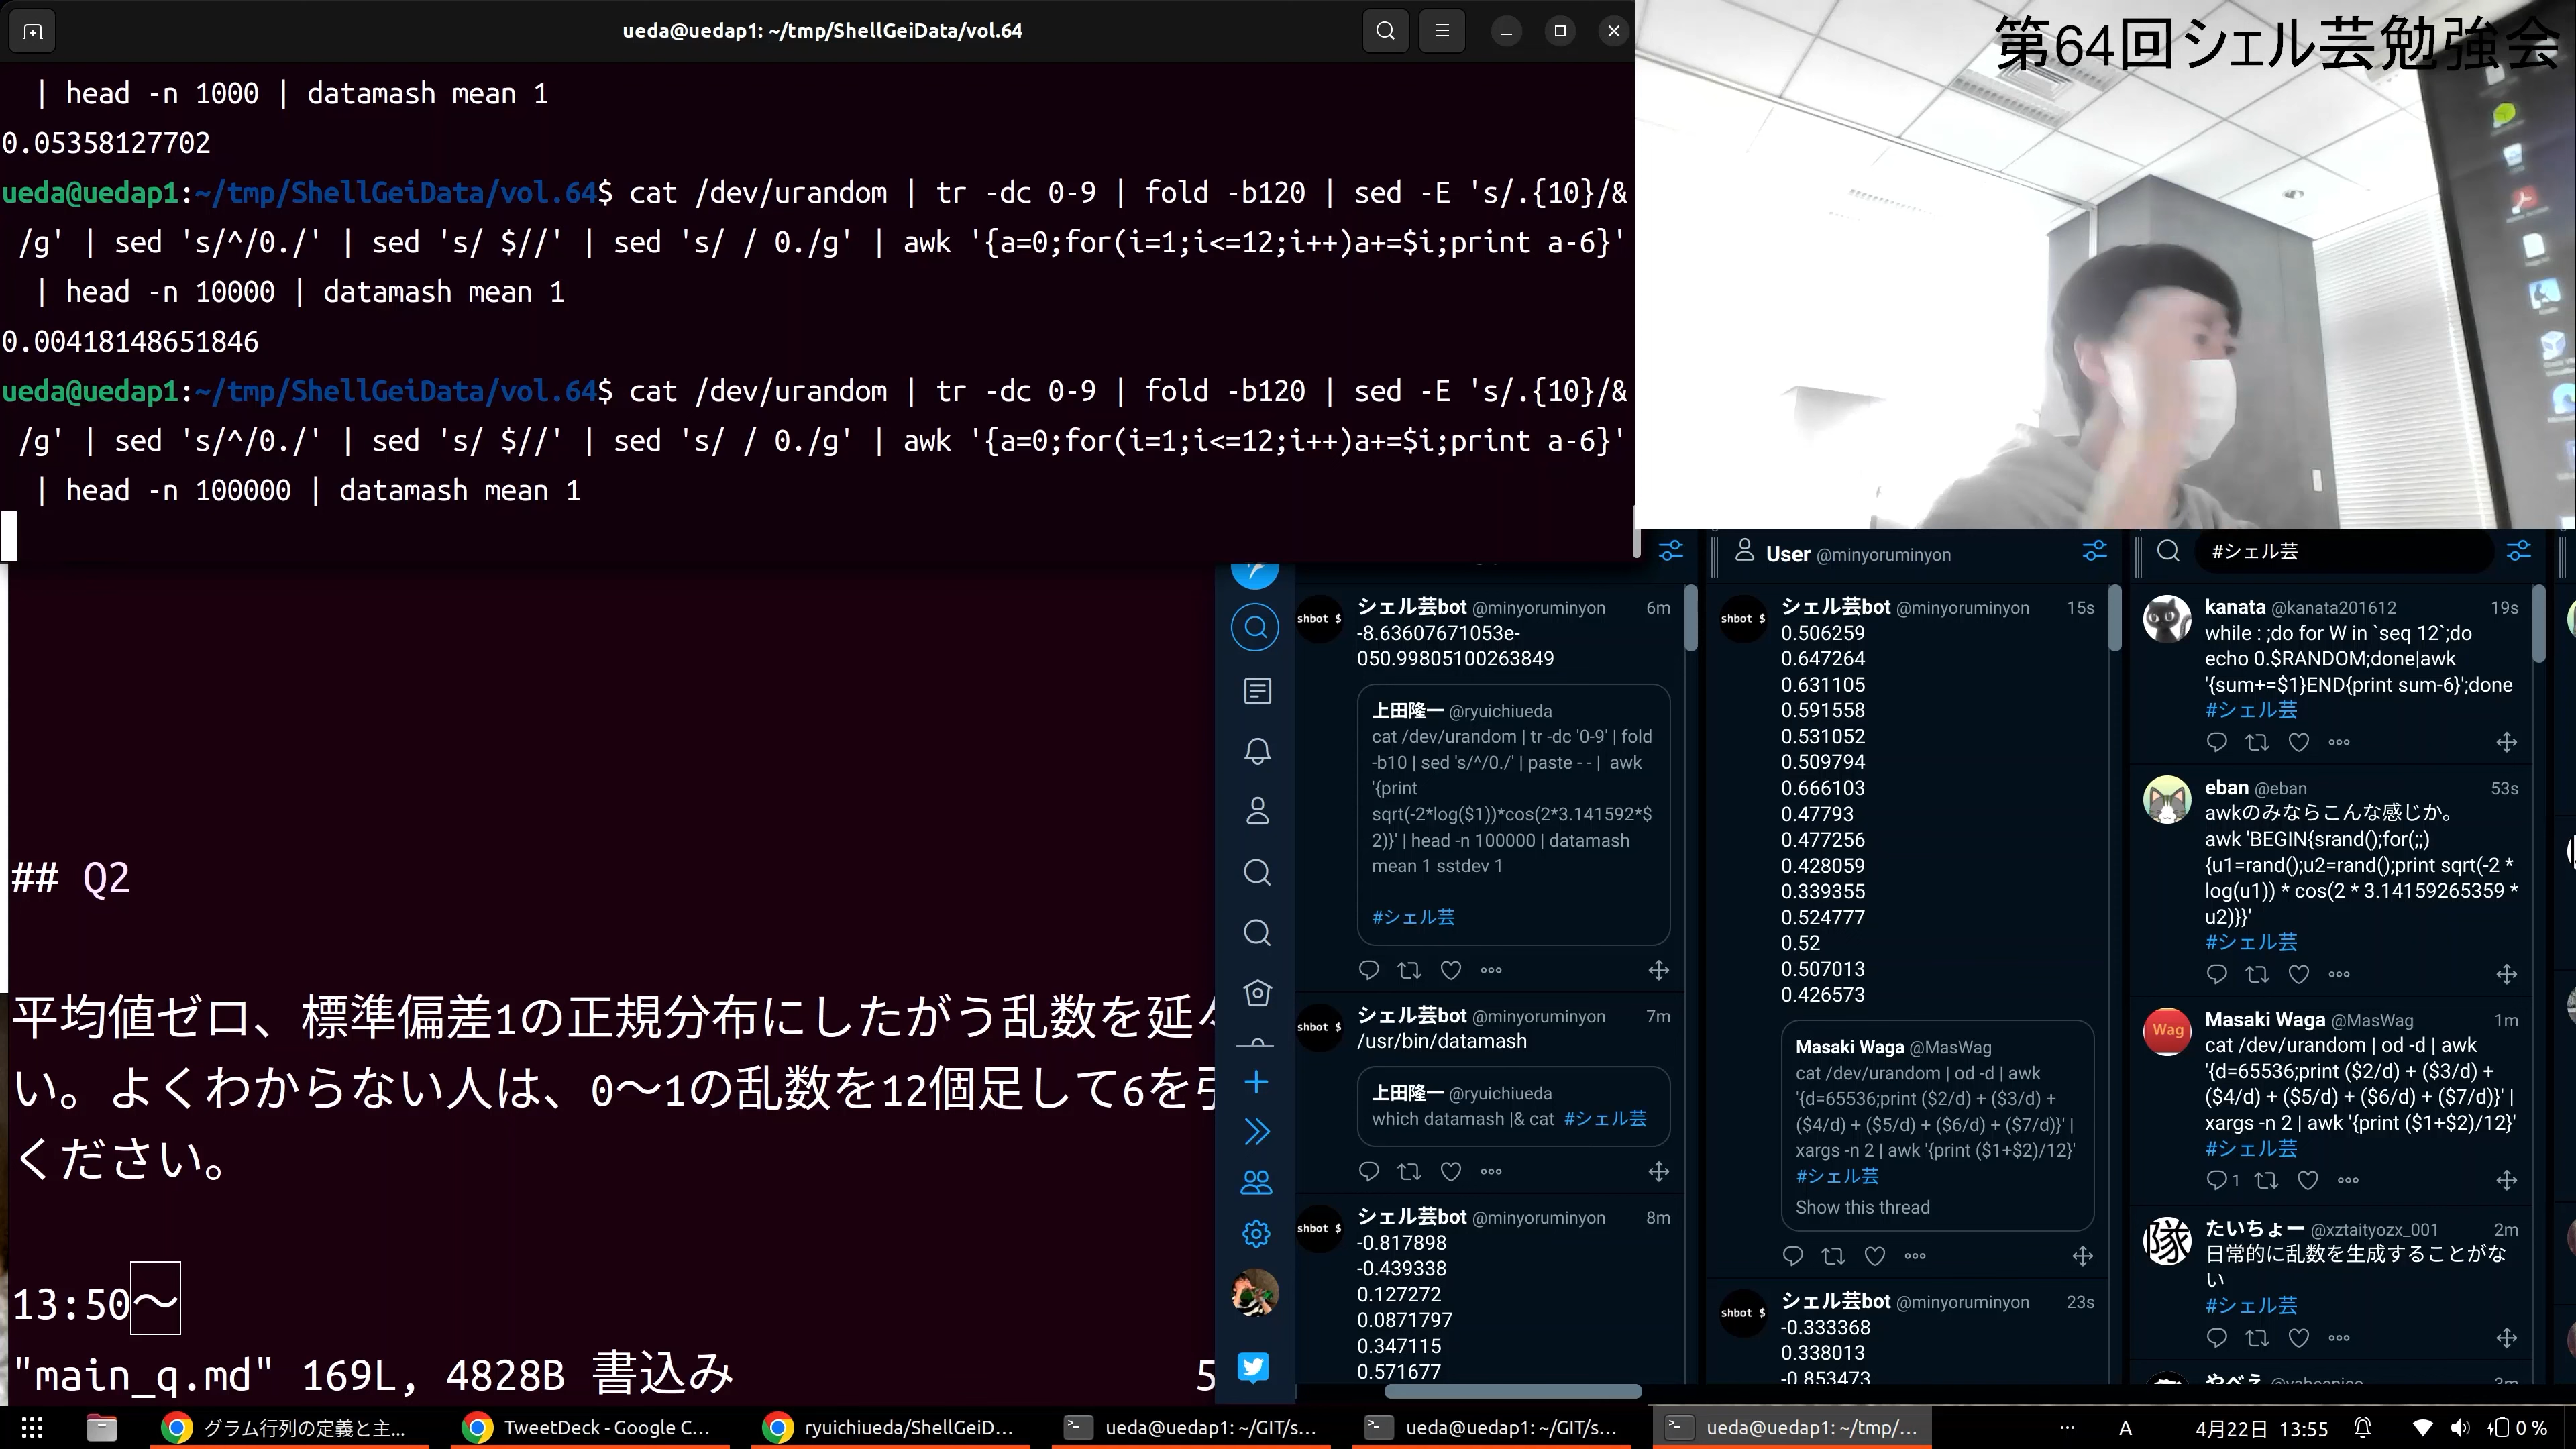 ueda@uedap1: ~/tmp/ShellGeiData/vol.64
| head -n 1000 | datamash mean 1
0.05358127702
ueda@uedap1:~/tmp/ShellGeiData/vol.64$ cat /dev/urandom | tr -dc 0-9 | fold -b120 | sed -E 's/.{10}/&
/g' | sed 's/^/0./' | sed 's/ $//' | sed 's/ / 0./g' | awk '{a=0;for(i=1;i<=12;i++)a+=$i;print a-6}'
| head -n 10000 | datamash mean 1
0.00418148651846
ueda@uedap1:~/tmp/ShellGeiData/vol.64$ cat /dev/urandom | tr -dc 0-9 | fold -b120 | sed -E 's/.{10}/&
/g' | sed 's/^/0./' | sed 's/ $//' | sed 's/ / 0./g' | awk '{a=0;for(i=1;i<=12;i++)a+=$i;print a-6}'
| head -n 100000 | datamash mean 1
第64回シェル芸勉強会
## Q2
平均値ゼロ、標準偏差1の正規分布にしたがう乱数を延々
い。よくわからない人は、0〜1の乱数を12個足して6を引
ください。
13:50〜
"main_q.md" 169L, 4828B 書込み
5
shbot $
シェル芸bot @minyoruminyon 6m
-8.63607671053e-
050.99805100263849
上田隆一 @ryuichiueda
cat /dev/urandom | tr -dc '0-9' | fold
-b10 | sed 's/^/0./' | paste - - | awk
'{print
sqrt(-2*log($1))*cos(2*3.141592*$
2)}' | head -n 100000 | datamash
mean 1 sstdev 1
#シェル芸
shbot $
シェル芸bot @minyoruminyon 7m
/usr/bin/datamash
上田隆一 @ryuichiueda
which datamash |& cat #シェル芸
shbot $
シェル芸bot @minyoruminyon 8m
-0.817898
-0.439338
0.127272
0.0871797
0.347115
0.571677
User @minyoruminyon
shbot $
シェル芸bot @minyoruminyon 15s
0.506259
0.647264
0.631105
0.591558
0.531052
0.509794
0.666103
0.47793
0.477256
0.428059
0.339355
0.524777
0.52
0.507013
0.426573
Masaki Waga @MasWag
cat /dev/urandom | od -d | awk
'{d=65536;print ($2/d) + ($3/d) +
($4/d) + ($5/d) + ($6/d) + ($7/d)}' |
xargs -n 2 | awk '{print ($1+$2)/12}'
#シェル芸
Show this thread
shbot $
シェル芸bot @minyoruminyon 23s
-0.333368
0.338013
-0.853473
#シェル芸
kanata @kanata201612 19s
while : ;do for W in `seq 12`;do
echo 0.$RANDOM;done|awk
'{sum+=$1}END{print sum-6}';done
#シェル芸
eban @eban 53s
awkのみならこんな感じか。
awk 'BEGIN{srand();for(;;)
{u1=rand();u2=rand();print sqrt(-2 *
log(u1)) * cos(2 * 3.14159265359 *
u2)}}'
#シェル芸
Wag
Masaki Waga @MasWag 1m
cat /dev/urandom | od -d | awk
'{d=65536;print ($2/d) + ($3/d) +
($4/d) + ($5/d) + ($6/d) + ($7/d)}' |
xargs -n 2 | awk '{print ($1+$2)/12}'
#シェル芸
1
隊
たいちょー @xztaityozx_001 2m
日常的に乱数を生成することがな
い
#シェル芸
グラム行列の定義と主...
TweetDeck - Google C...
ryuichiueda/ShellGeiD...
ueda@uedap1: ~/GIT/s...
ueda@uedap1: ~/GIT/s...
ueda@uedap1: ~/tmp/...
A
4月22日 13:55
0 %